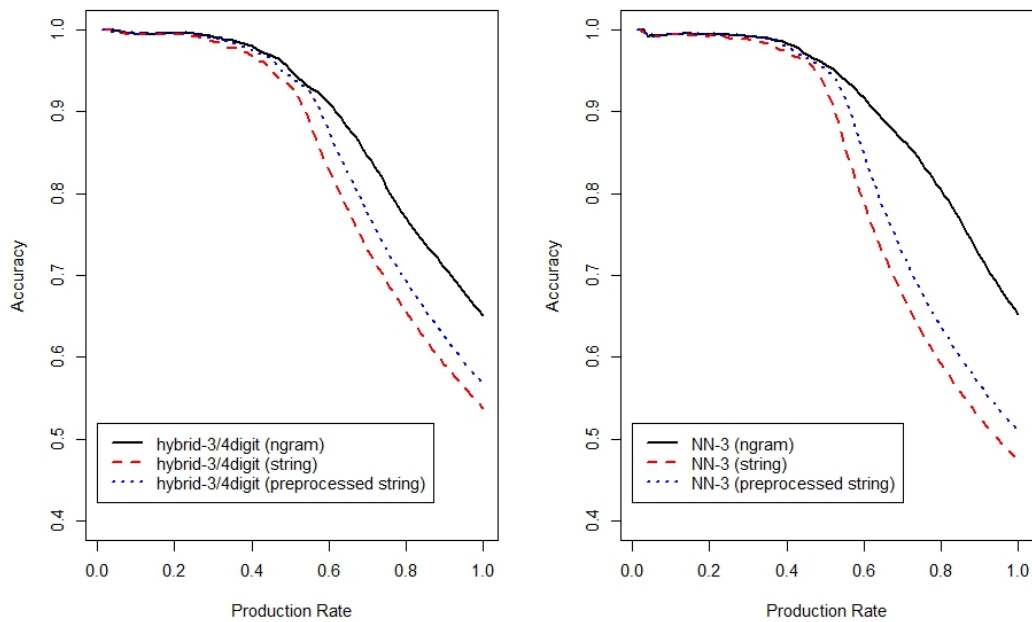 1.0
0.9
0.8
0.7
0.6
0.5
0.4
Accuracy
hybrid-3/4digit (ngram)
hybrid-3/4digit (string)
hybrid-3/4digit (preprocessed string)
0.0 0.2 0.4 0.6 0.8 1.0
Production Rate
1.0
0.9
0.8
0.7
0.6
0.5
0.4
Accuracy
NN-3 (ngram)
NN-3 (string)
NN-3 (preprocessed string)
0.0 0.2 0.4 0.6 0.8 1.0
Production Rate